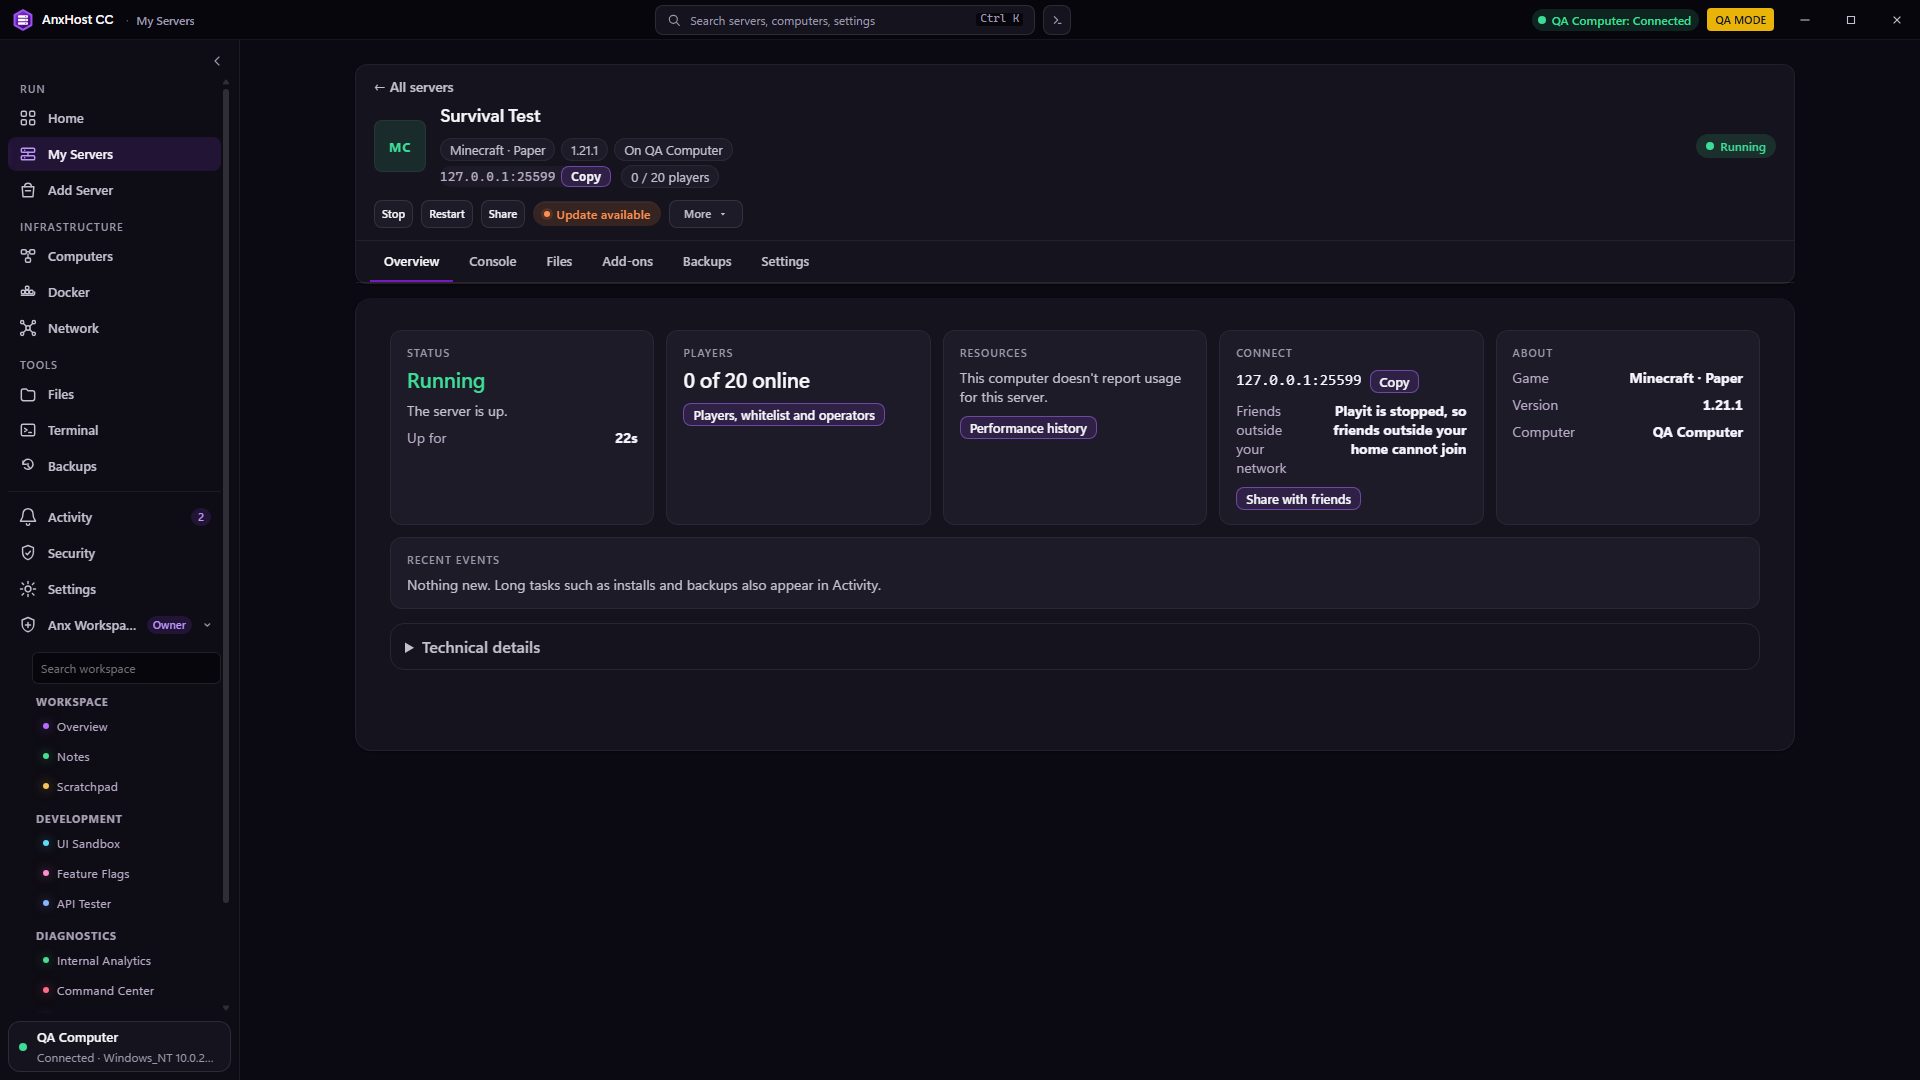 AnxHost CC · My Servers
Search servers, computers, settings Ctrl K
QA Computer: Connected
QA MODE
RUN
Home
My Servers
Add Server
INFRASTRUCTURE
Computers
Docker
Network
TOOLS
Files
Terminal
Backups
Activity 2
Security
Settings
Anx Workspa... Owner
Search workspace
WORKSPACE
Overview
Notes
Scratchpad
DEVELOPMENT
UI Sandbox
Feature Flags
API Tester
DIAGNOSTICS
Internal Analytics
Command Center
QA Computer
Connected · Windows_NT 10.0.2...
← All servers
MC
Survival Test
Minecraft · Paper 1.21.1 On QA Computer
127.0.0.1:25599 Copy 0 / 20 players
Running
Stop Restart Share Update available More
Overview Console Files Add-ons Backups Settings
STATUS
Running
The server is up.
Up for 22s
PLAYERS
0 of 20 online
Players, whitelist and operators
RESOURCES
This computer doesn't report usage
for this server.
Performance history
CONNECT
127.0.0.1:25599 Copy
Friends outside your network
Playit is stopped, so
friends outside your
home cannot join
Share with friends
ABOUT
Game Minecraft · Paper
Version 1.21.1
Computer QA Computer
RECENT EVENTS
Nothing new. Long tasks such as installs and backups also appear in Activity.
Technical details